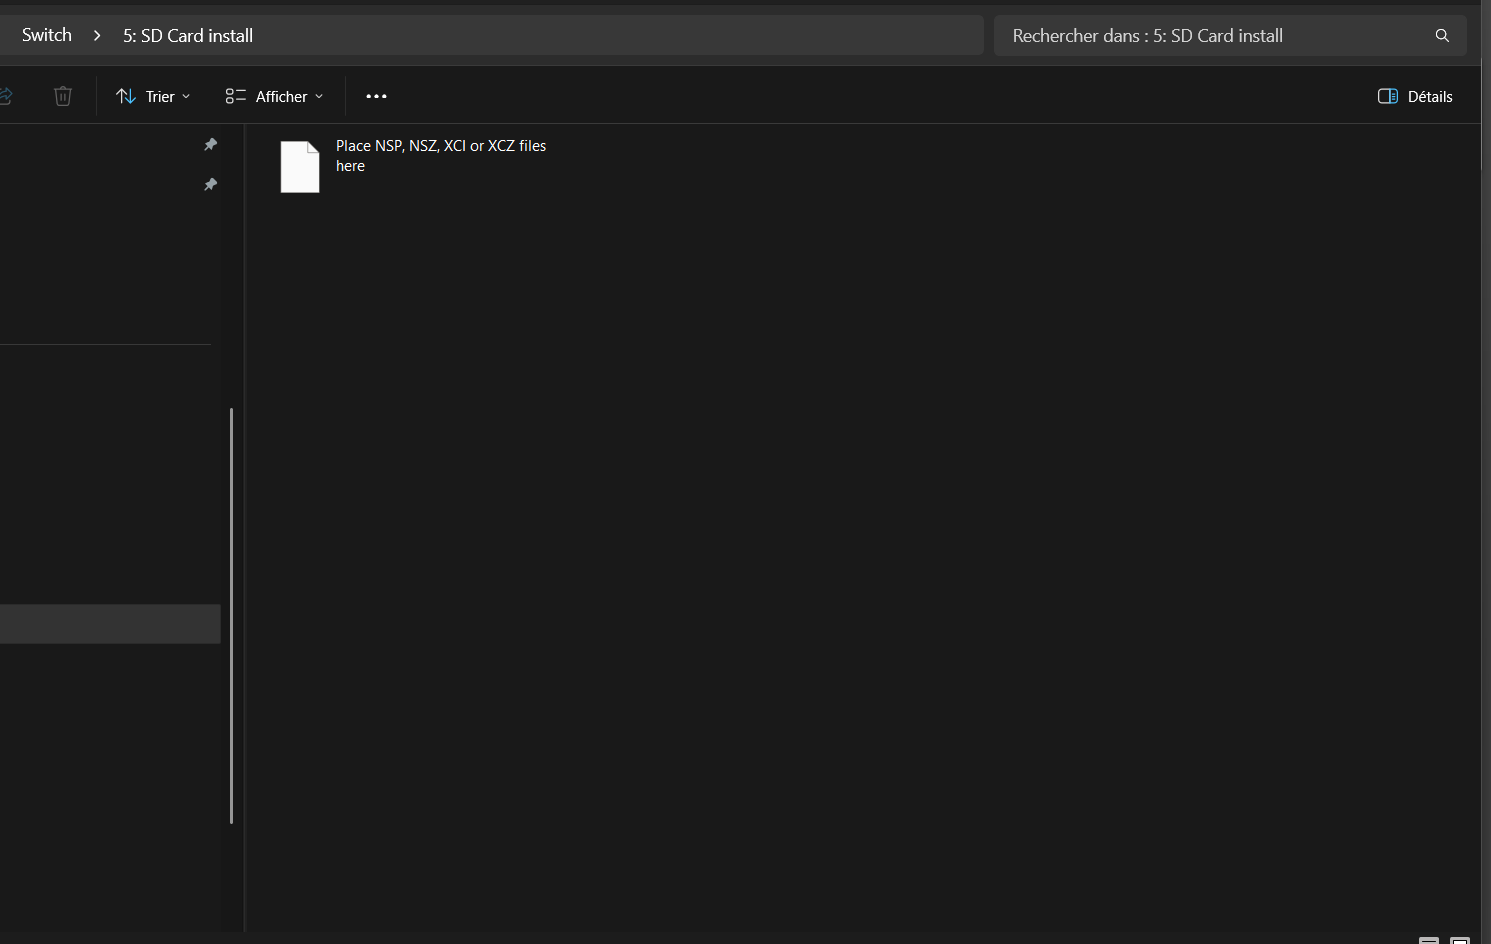 Switch > 5: SD Card install
Rechercher dans : 5: SD Card install
Trier
Afficher
Détails
Place NSP, NSZ, XCI or XCZ files
here